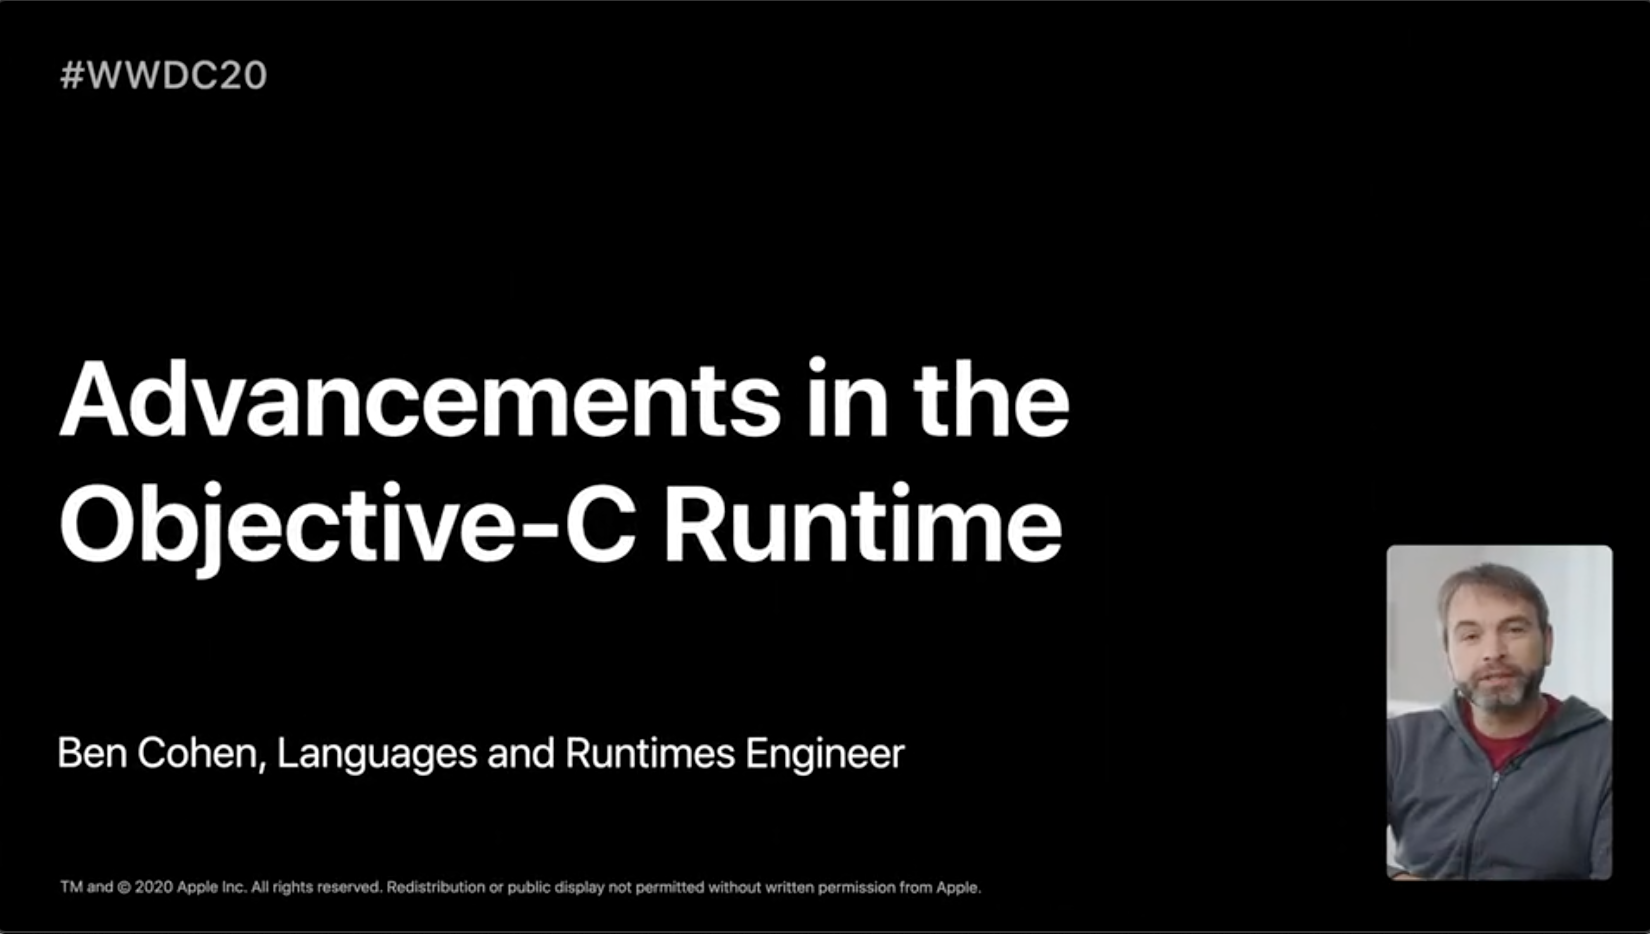 #WWDC20
Advancements in the
Objective-C Runtime
Ben Cohen, Languages and Runtimes Engineer
TM and © 2020 Apple Inc. All rights reserved. Redistribution or public display not permitted without written permission from Apple.